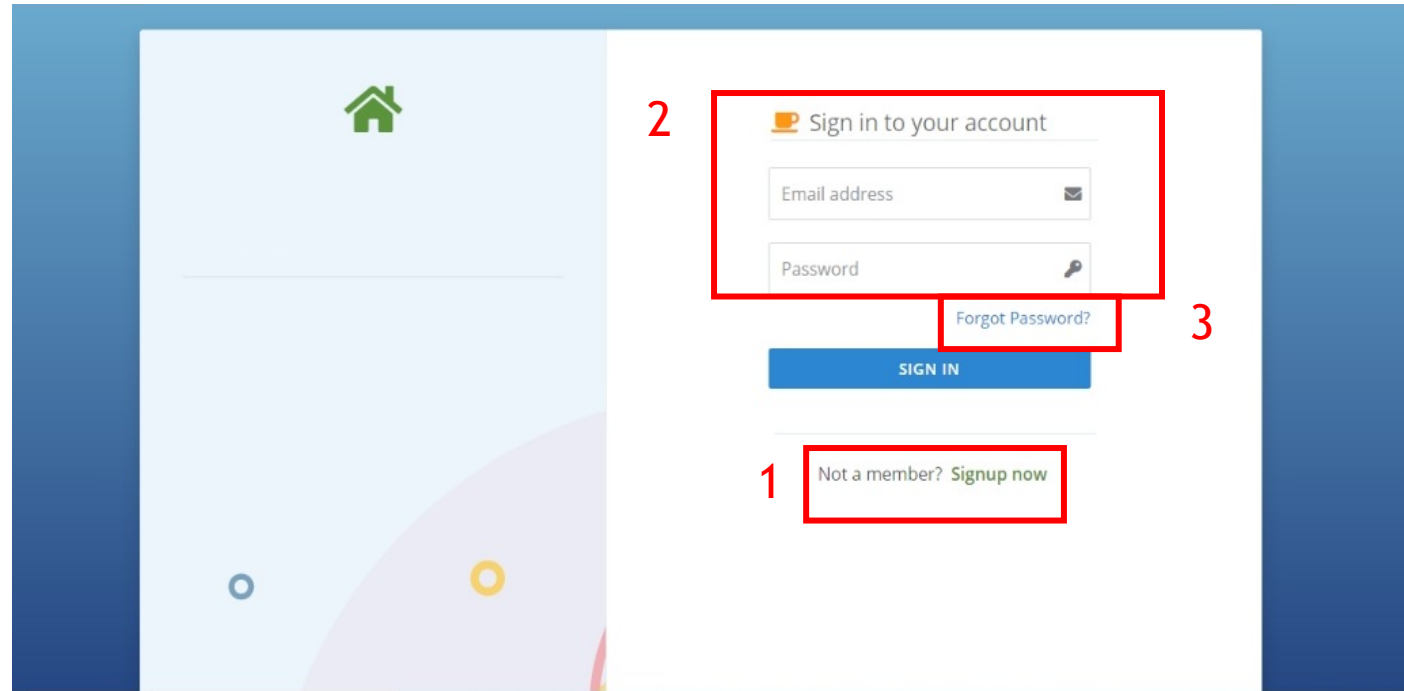 2
Sign in to your account
Email address
Password
Forgot Password?
3
SIGN IN
1
Not a member? Signup now